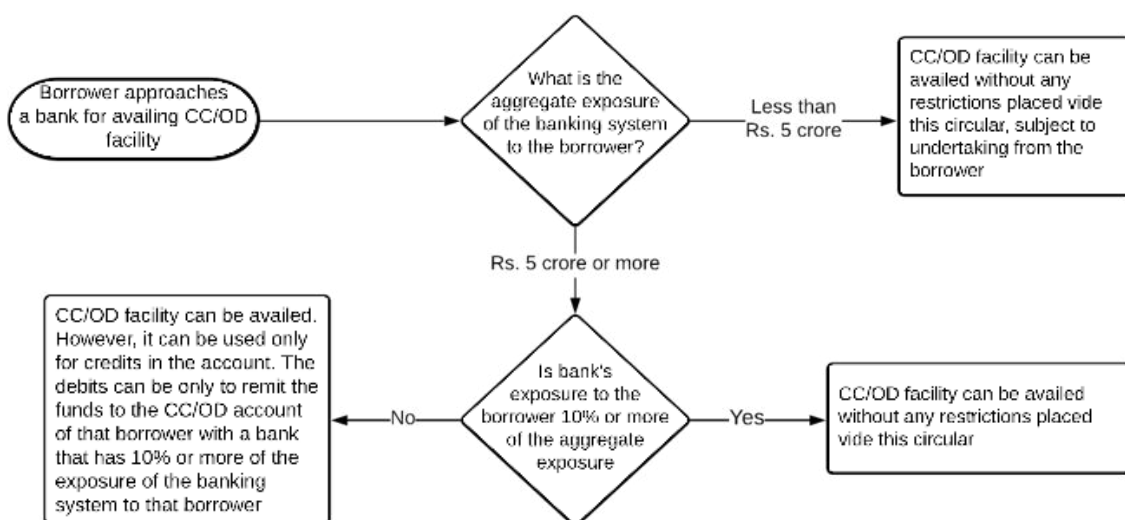 Borrower approaches
a bank for availing CC/OD
facility
What is the
aggregate exposure
of the banking system
to the borrower?
Less than
Rs. 5 crore
CC/OD facility can be
availed without any
restrictions placed vide
this circular, subject to
undertaking from the
borrower
Rs. 5 crore or more
CC/OD facility can be availed.
However, it can be used only
for credits in the account. The
debits can be only to remit the
funds to the CC/OD account
of that borrower with a bank
that has 10% or more of the
exposure of the banking
system to that borrower
No
Is bank's
exposure to the
borrower 10% or more
of the aggregate
exposure
Yes
CC/OD facility can be availed
without any restrictions placed
vide this circular